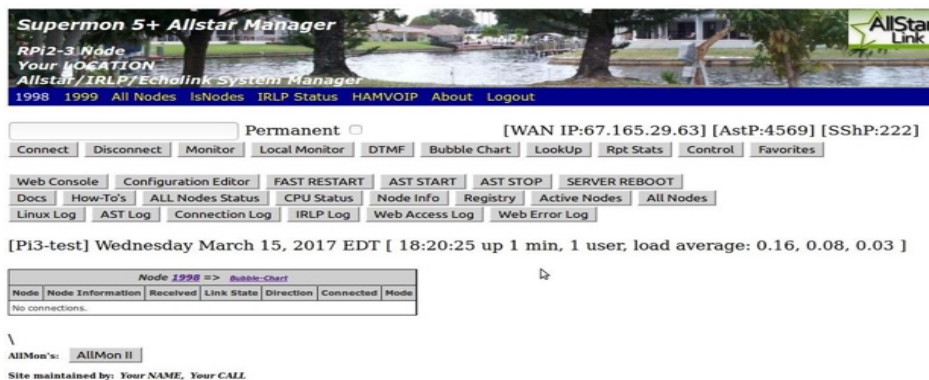 Supermon 5+ Allstar Manager
AllStar
Link
RPi2-3 Node
Your LOCATION
Allstar/IRLP/Echolink System Manager
1998 1999 All Nodes lsNodes IRLP Status HAMVOIP About Logout
Permanent [WAN IP:67.165.29.63] [AstP:4569] [SShP:222]
Connect Disconnect Monitor Local Monitor DTMF Bubble Chart LookUp Rpt Stats Control Favorites
Web Console Configuration Editor FAST RESTART AST START AST STOP SERVER REBOOT
Docs How-To's ALL Nodes Status CPU Status Node Info Registry Active Nodes All Nodes
Linux Log AST Log Connection Log IRLP Log Web Access Log Web Error Log
[Pi3-test] Wednesday March 15, 2017 EDT [ 18:20:25 up 1 min, 1 user, load average: 0.16, 0.08, 0.03 ]
Node 1998 => Bubble-Chart
Node Node Information Received Link State Direction Connected Mode
No connections.
\
AllMon's: AllMon II
Site maintained by: Your NAME, Your CALL